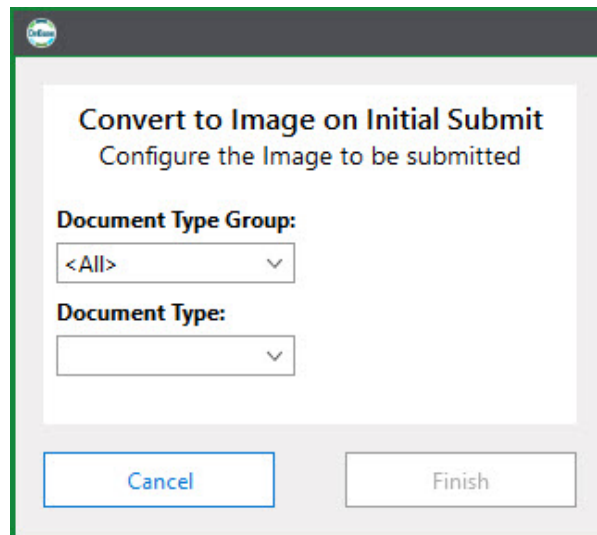 OnBase
Convert to Image on Initial Submit
Configure the Image to be submitted
Document Type Group:
<All>
Document Type:
Cancel
Finish